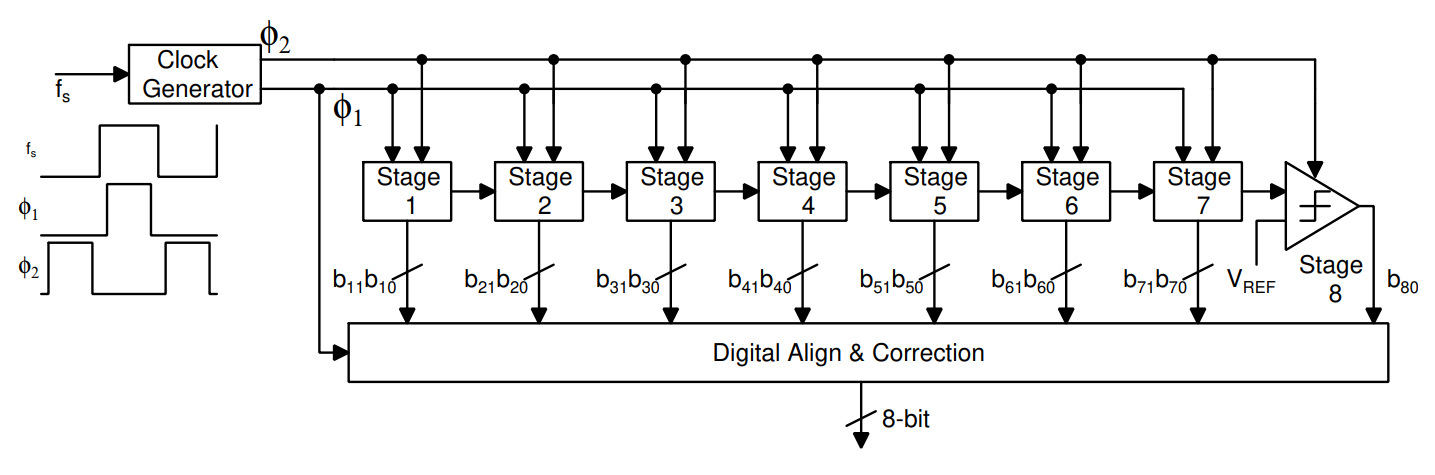 ϕ2
Clock
Generator
fs
ϕ1
fs
ϕ1
ϕ2
Stage
1
Stage
2
Stage
3
Stage
4
Stage
5
Stage
6
Stage
7
b11b10
b21b20
b31b30
b41b40
b51b50
b61b60
b71b70
VREF
Stage
8
b80
Digital Align & Correction
8-bit